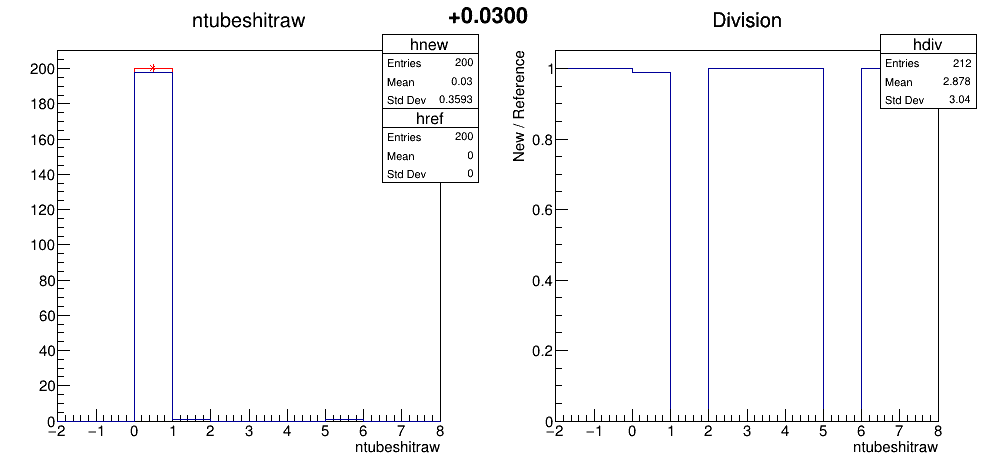 +0.0300
ntubeshitraw
hnew
Entries 200
Mean 0.03
Std Dev 0.3593
href
Entries 200
Mean 0
Std Dev 0
200
180
160
140
120
100
80
60
40
20
0
−2 −1 0 1 2 3 4 5 6 7 8
ntubeshitraw
Division
hdiv
Entries 212
Mean 2.878
Std Dev 3.04
New / Reference
1
0.8
0.6
0.4
0.2
0
−2 −1 0 1 2 3 4 5 6 7 8
ntubeshitraw